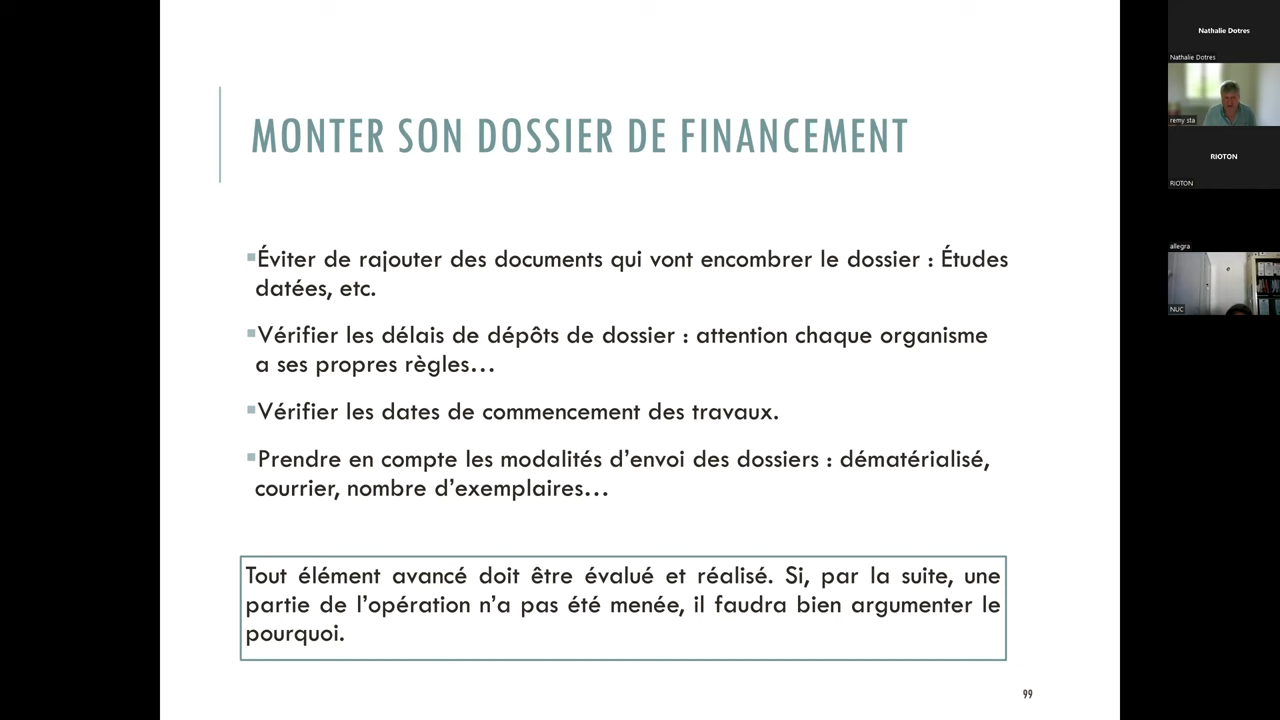 MONTER SON DOSSIER DE FINANCEMENT
▪Éviter de rajouter des documents qui vont encombrer le dossier : Études
datées, etc.
▪Vérifier les délais de dépôts de dossier : attention chaque organisme
a ses propres règles…
▪Vérifier les dates de commencement des travaux.
▪Prendre en compte les modalités d’envoi des dossiers : dématérialisé,
courrier, nombre d’exemplaires…
Tout élément avancé doit être évalué et réalisé. Si, par la suite, une
partie de l’opération n’a pas été menée, il faudra bien argumenter le
pourquoi.
99
Nathalie Dotres
Nathalie Dotres
remy sta
RIOTON
RIOTON
allegra
NUC